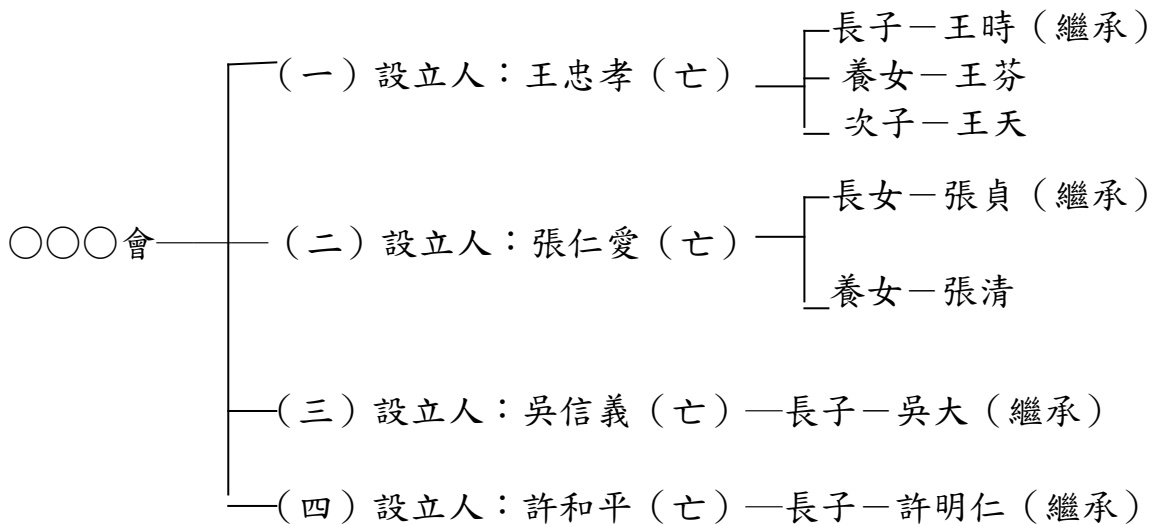 長子－王時（繼承）
（一）設立人：王忠孝（亡）
養女－王芬
次子－王天
長女－張貞（繼承）
○○○會
（二）設立人：張仁愛（亡）
養女－張清
（三）設立人：吳信義（亡）—長子－吳大（繼承）
（四）設立人：許和平（亡）—長子－許明仁（繼承）